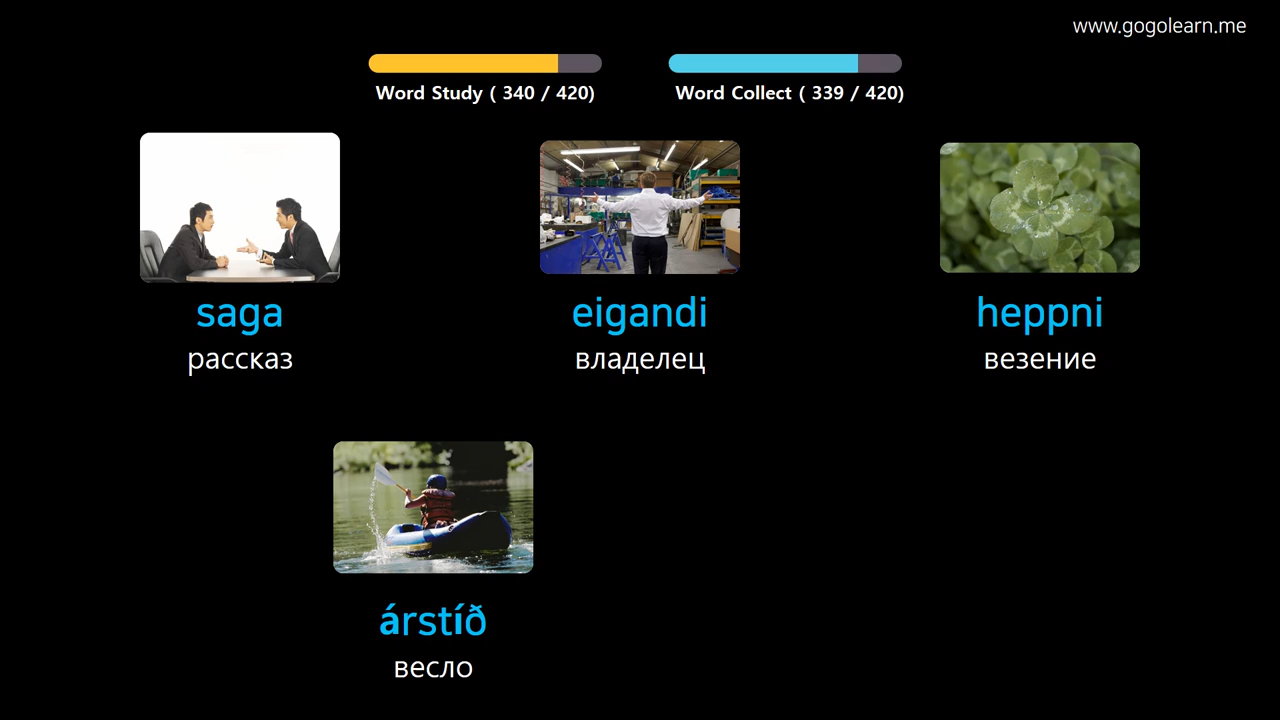 www.gogolearn.me
Word Study ( 340 / 420)
Word Collect ( 339 / 420)
saga
eigandi
heppni
рассказ
владелец
везение
árstíð
весло